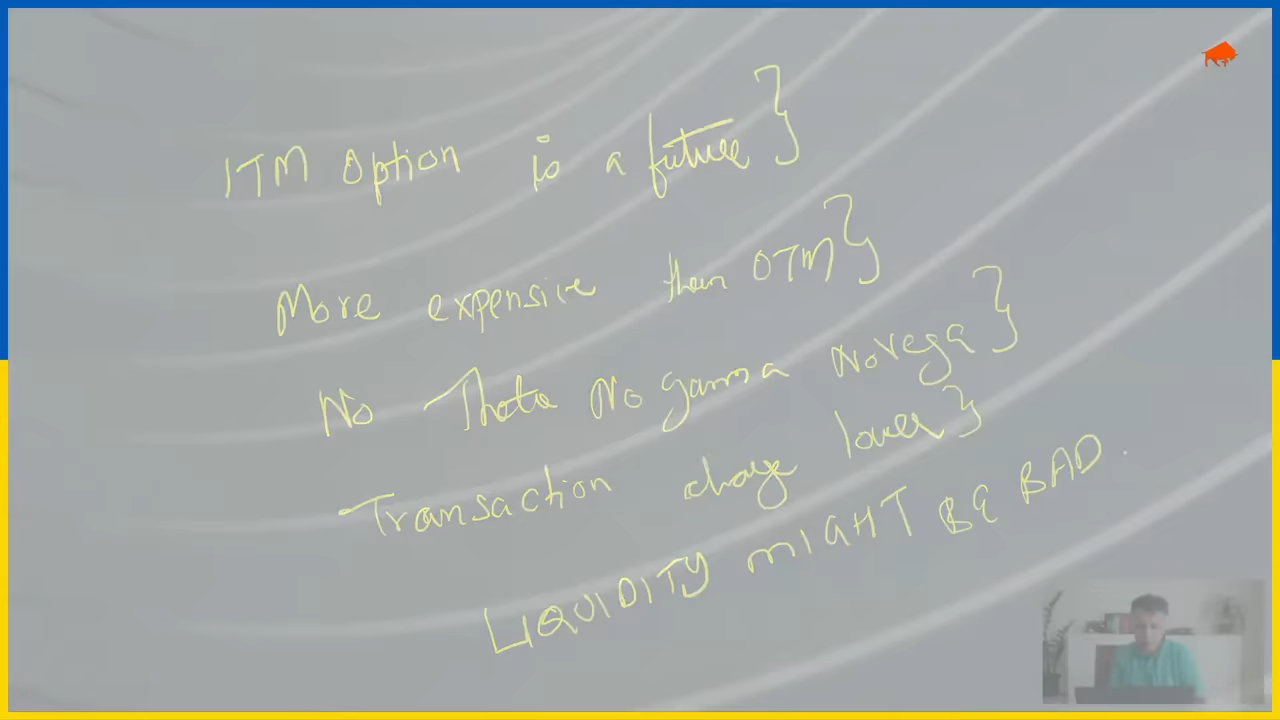 ITM Option is a future}
More expensive than OTM}
No Theta No gamma No vega}
Transaction charge lower}
LIQUIDITY MIGHT BE BAD.